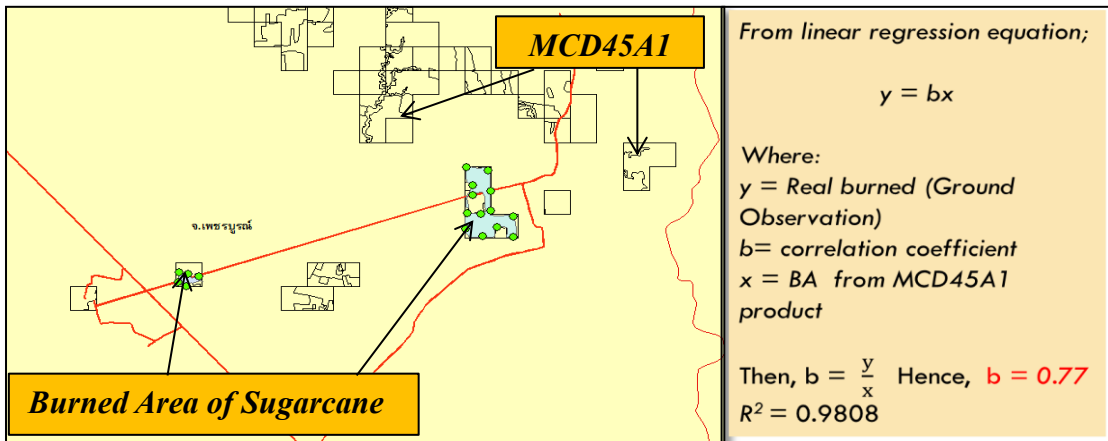 MCD45A1
จ.เพชรบูรณ์
Burned Area of Sugarcane
From linear regression equation;
y = bx
Where:
y = Real burned (Ground
Observation)
b= correlation coefficient
x = BA from MCD45A1
product
Then, b = y/x Hence, b = 0.77
R² = 0.9808